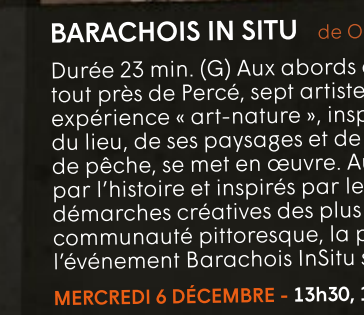 BARACHOIS IN SITU de
Durée 23 min. (G) Aux abords
tout près de Percé, sept artiste
expérience « art-nature », insp
du lieu, de ses paysages et de
de pêche, se met en œuvre. A
par l'histoire et inspirés par le
démarches créatives des plus
communauté pittoresque, la p
l'événement Barachois InSitu s
MERCREDI 6 DÉCEMBRE - 13h30,